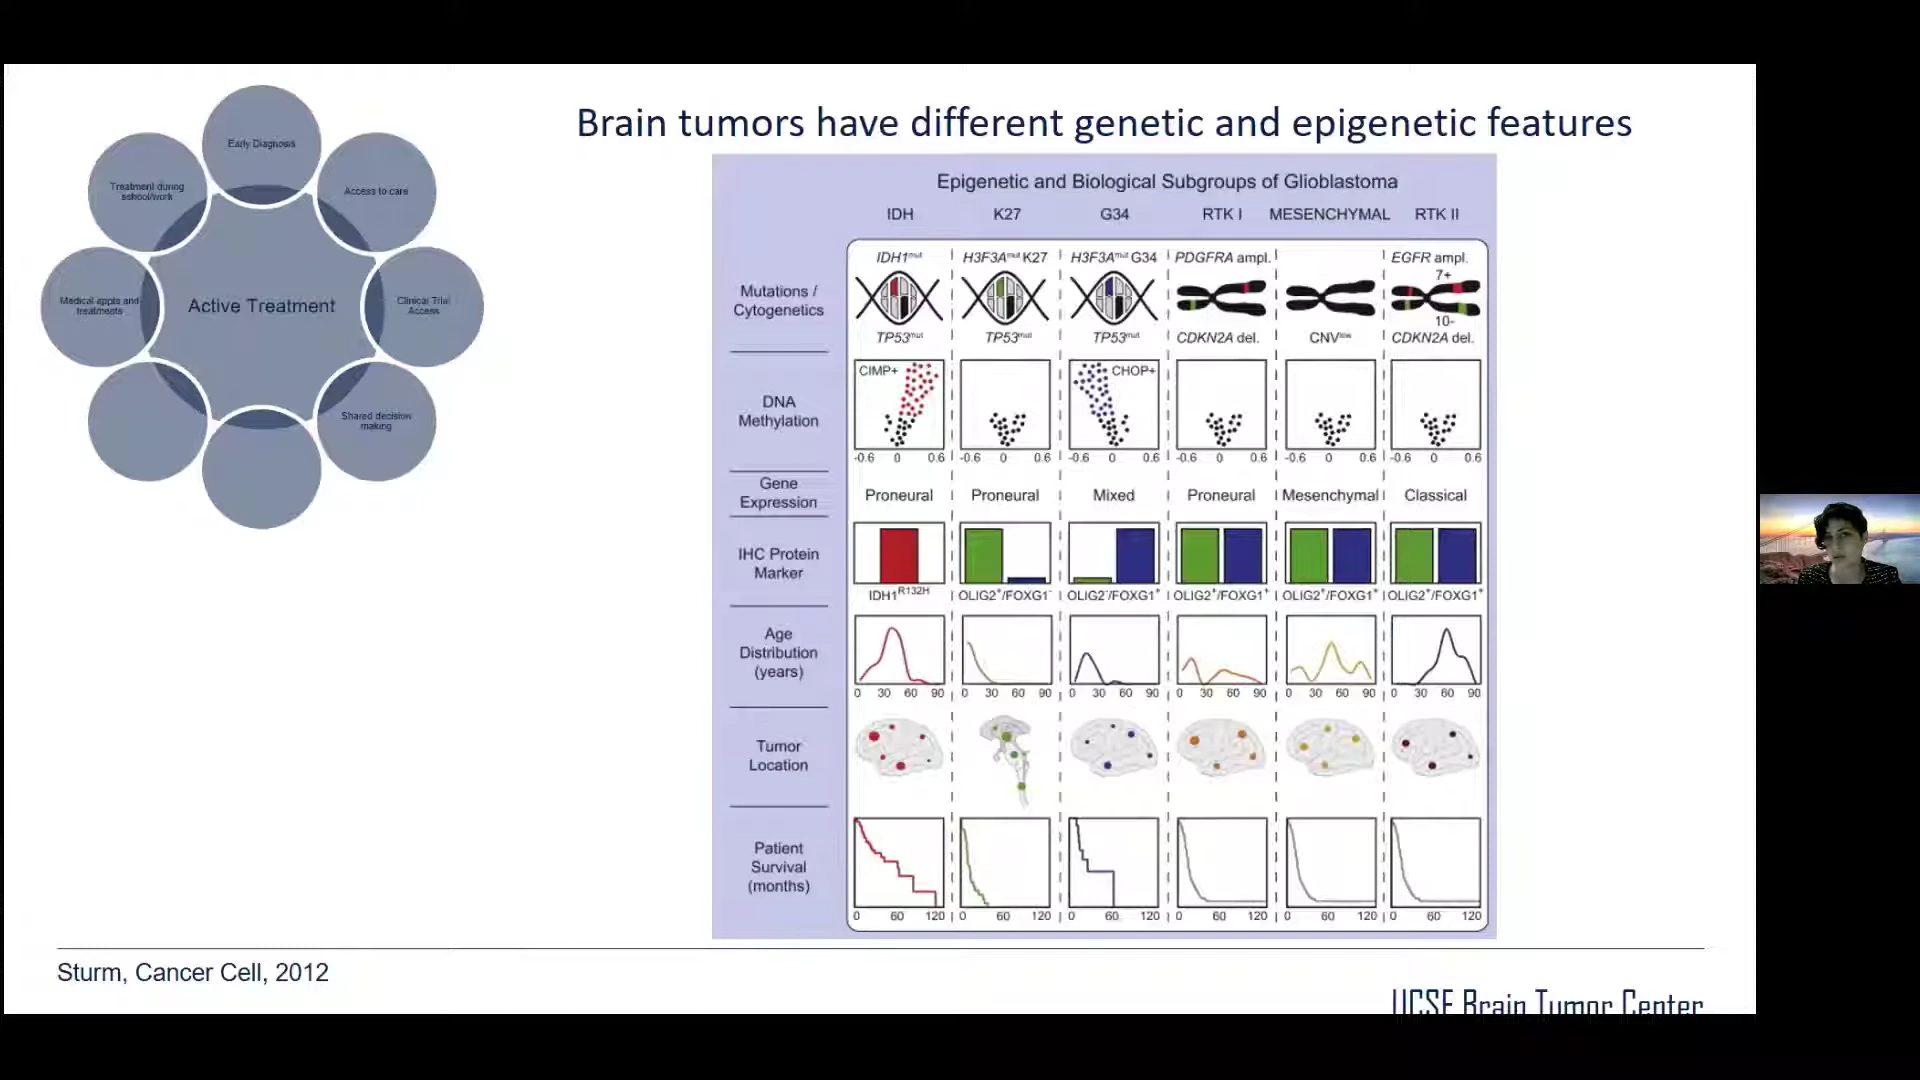 Brain tumors have different genetic and epigenetic features
Early Diagnosis
Access to care
Clinical Trial
Access
Shared decision
making
Medical appts and
treatments
Treatment during
school/work
Active Treatment
Epigenetic and Biological Subgroups of Glioblastoma
IDH K27 G34 RTK I MESENCHYMAL RTK II
Mutations /
Cytogenetics
IDH1mut H3F3Amut K27 H3F3Amut G34 PDGFRA ampl. EGFR ampl.
7+
10-
TP53mut TP53mut TP53mut CDKN2A del. CNVlow CDKN2A del.
DNA
Methylation
CIMP+ CHOP+
-0.6 0 0.6 -0.6 0 0.6 -0.6 0 0.6 -0.6 0 0.6 -0.6 0 0.6 -0.6 0 0.6
Gene
Expression
Proneural Proneural Mixed Proneural Mesenchymal Classical
IHC Protein
Marker
IDH1R132H OLIG2+/FOXG1- OLIG2-/FOXG1+ OLIG2+/FOXG1+ OLIG2+/FOXG1+ OLIG2+/FOXG1+
Age
Distribution
(years)
0 30 60 90 0 30 60 90 0 30 60 90 0 30 60 90 0 30 60 90 0 30 60 90
Tumor
Location
Patient
Survival
(months)
0 60 120 0 60 120 0 60 120 0 60 120 0 60 120 0 60 120
Sturm, Cancer Cell, 2012
UCSF Brain Tumor Center